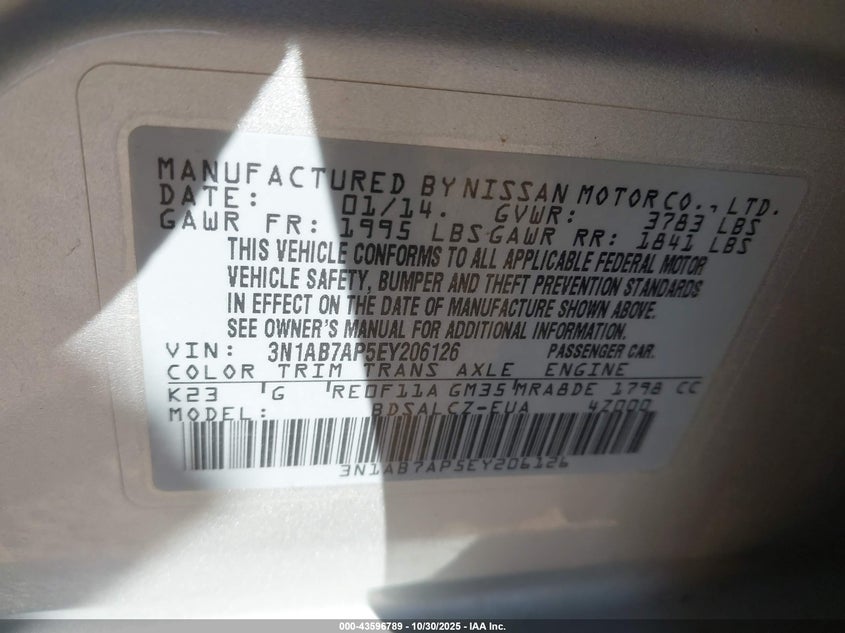 MANUFACTURED BY NISSAN MOTOR CO., LTD.
DATE: 01/14. GVWR: 3783 LBS
GAWR FR: 1995 LBS GAWR RR: 1841 LBS
THIS VEHICLE CONFORMS TO ALL APPLICABLE FEDERAL MOTOR
VEHICLE SAFETY, BUMPER AND THEFT PREVENTION STANDARDS
IN EFFECT ON THE DATE OF MANUFACTURE SHOWN ABOVE.
SEE OWNER'S MANUAL FOR ADDITIONAL INFORMATION.
VIN: 3N1AB7AP5EY206126 PASSENGER CAR.
COLOR TRIM TRANS AXLE ENGINE
K23 G RE0F11A GM35 MRA8DE 1798 CC
MODEL: BDSALCZ-EUA 4Z000
3N1AB7AP5EY206126
000-43596789 - 10/30/2025 - IAA Inc.